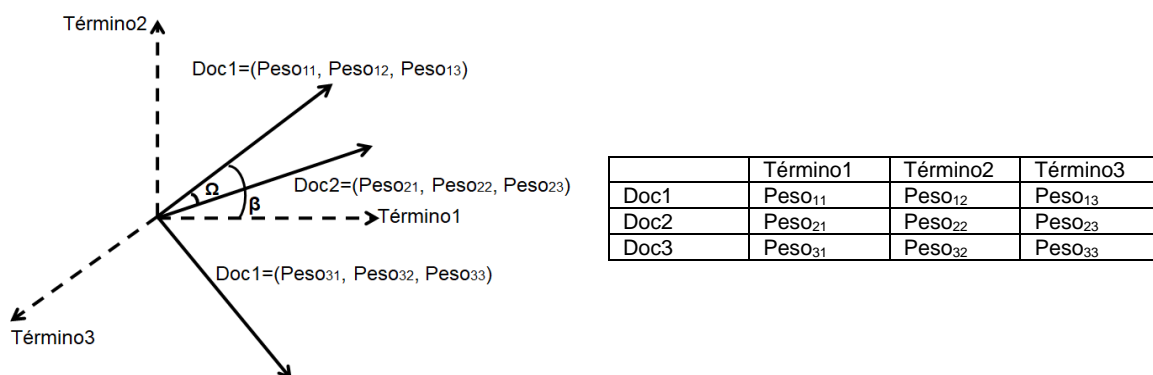 Término2
Doc1=(Peso11, Peso12, Peso13)
Ω
Doc2=(Peso21, Peso22, Peso23)
β
Término1
Doc1=(Peso31, Peso32, Peso33)
Término3
Término1 Término2 Término3
Doc1 Peso11 Peso12 Peso13
Doc2 Peso21 Peso22 Peso23
Doc3 Peso31 Peso32 Peso33